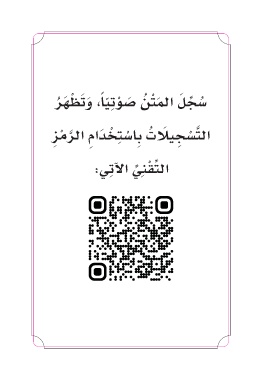 سُجِّلَ المَتْنُ صَوْتِيَاً، وَتَظْهَرُ
التَّسْجِيلَاتُ بِاسْتِخْدَامِ الرَّمْزِ
التِّقْنِيِّ الآتِي: